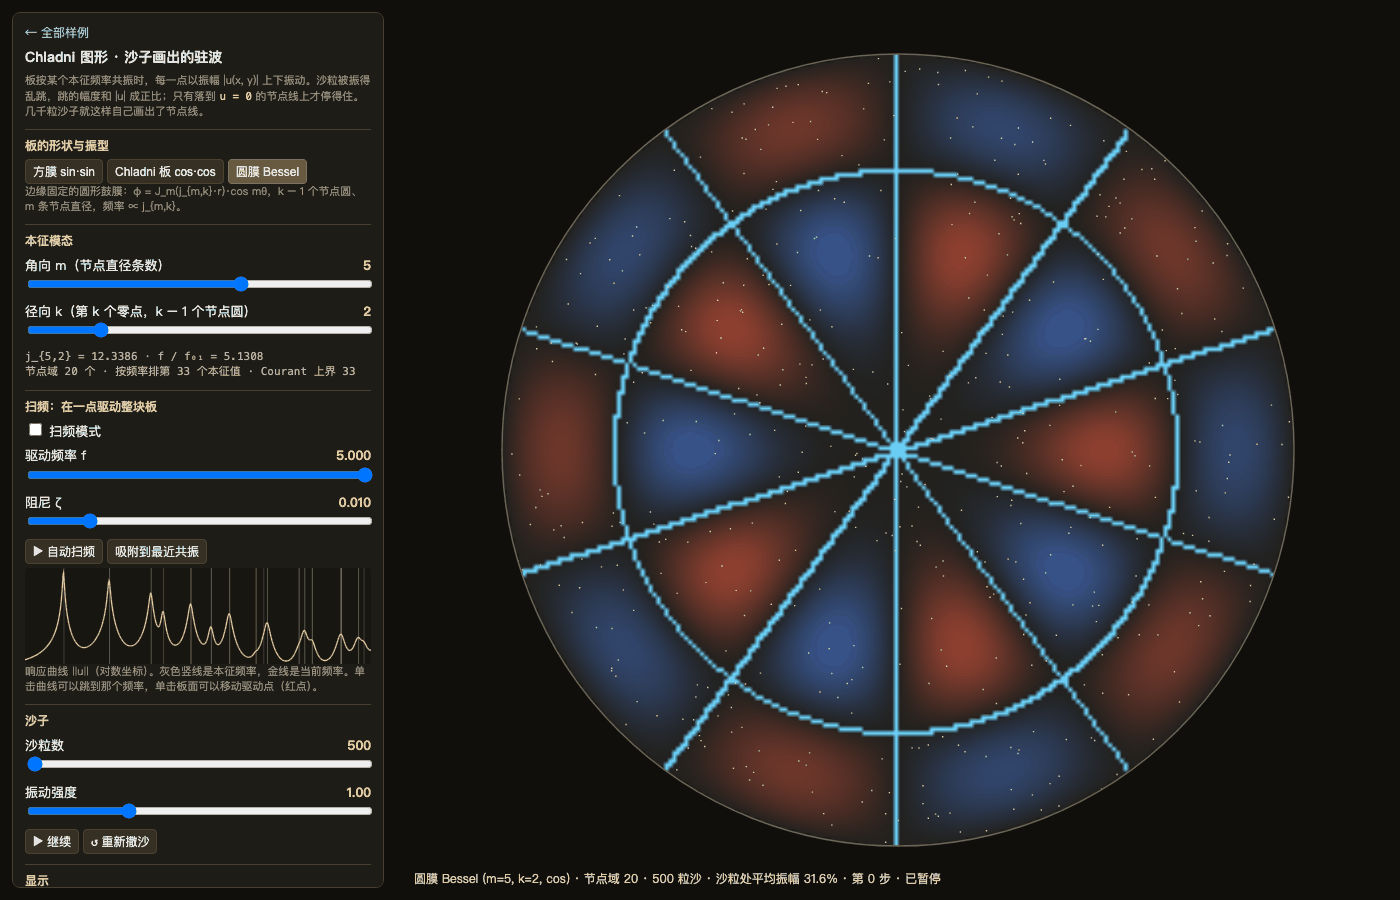 ← 全部样例
Chladni 图形 · 沙子画出的驻波
板按某个本征频率共振时，每一点以振幅 |u(x, y)| 上下振动。沙粒被振得
乱跳，跳的幅度和 |u| 成正比；只有落到 u = 0 的节点线上才停得住。
几千粒沙子就这样自己画出了节点线。
板的形状与振型
方膜 sin·sin
Chladni 板 cos·cos
圆膜 Bessel
边缘固定的圆形鼓膜：ϕ = J_m(j_{m,k}·r)·cos mθ，k − 1 个节点圆、
m 条节点直径，频率 ∝ j_{m,k}。
本征模态
角向 m（节点直径条数） 5
径向 k（第 k 个零点，k − 1 个节点圆） 2
j_{5,2} = 12.3386 · f / f₀₁ = 5.1308
节点域 20 个 · 按频率排第 33 个本征值 · Courant 上界 33
扫频：在一点驱动整块板
扫频模式
驱动频率 f 5.000
阻尼 ζ 0.010
▶ 自动扫频
吸附到最近共振
响应曲线 ‖u‖（对数坐标）。灰色竖线是本征频率，金线是当前频率。单
击曲线可以跳到那个频率，单击板面可以移动驱动点（红点）。
沙子
沙粒数 500
振动强度 1.00
▶ 继续
↺ 重新撒沙
显示
圆膜 Bessel (m=5, k=2, cos) · 节点域 20 · 500 粒沙 · 沙粒处平均振幅 31.6% · 第 0 步 · 已暂停